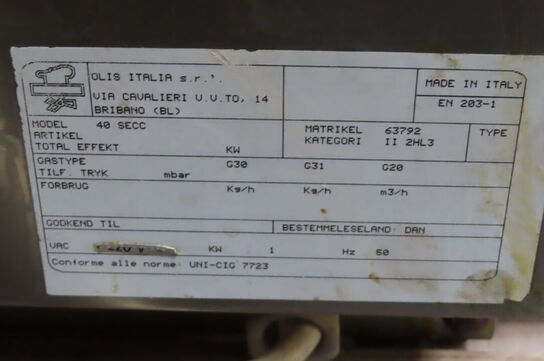 OLIS ITALIA s.r.l.
VIA CAVALIERI V.V.TO, 14
BRIBANO (BL)
MADE IN ITALY
EN 203-1
MODEL 40 SECC
ARTIKEL
TOTAL EFFEKT KW
MATRIKEL 63792
KATEGORI II 2HL3
TYPE
GASTYPE G30 G31 G20
TILF. TRYK mbar
FORBRUG Kg/h Kg/h m3/h
GODKEND TIL
BESTEMMELESELAND: DAN
VAC KW 1 Hz 50
Conforme alle norme: UNI-CIG 7723